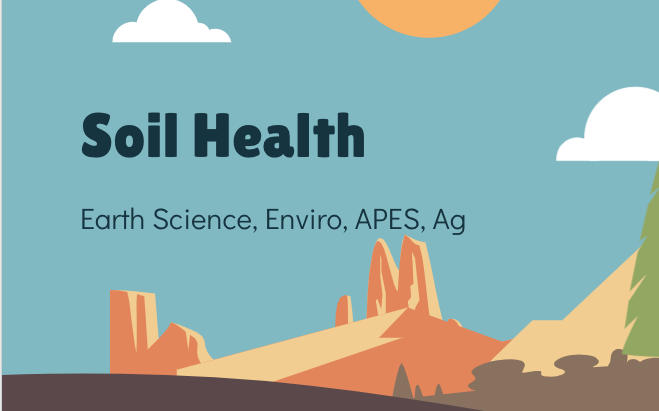 Soil Health
Earth Science, Enviro, APES, Ag